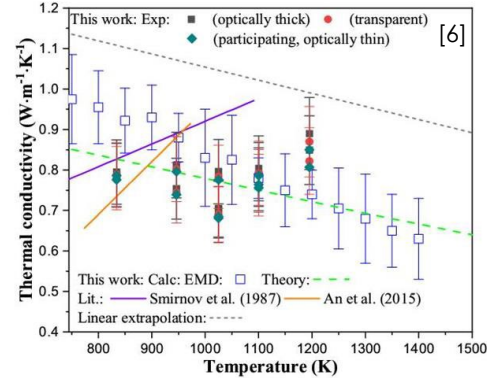 This work: Exp:
(optically thick)
(transparent)
(participating, optically thin)
[6]
Thermal conductivity (W·m⁻¹·K⁻¹)
1.1
1.0
0.9
0.8
0.7
0.6
0.5
0.4
0.3
This work: Calc: EMD: Theory:
Lit.: Smirnov et al. (1987) An et al. (2015)
Linear extrapolation:
800 900 1000 1100 1200 1300 1400 1500
Temperature (K)